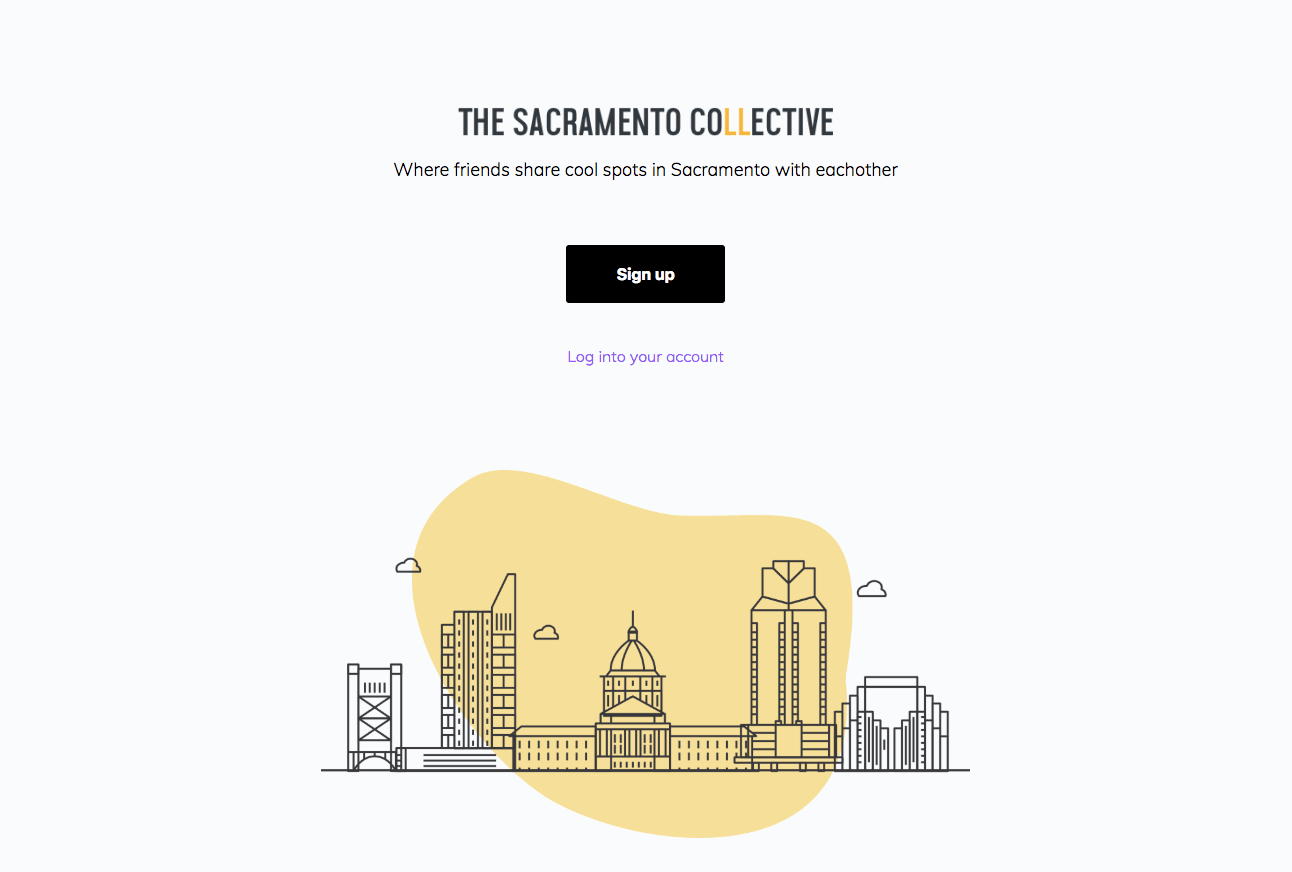 THE SACRAMENTO COLLECTIVE
Where friends share cool spots in Sacramento with eachother
Sign up
Log into your account